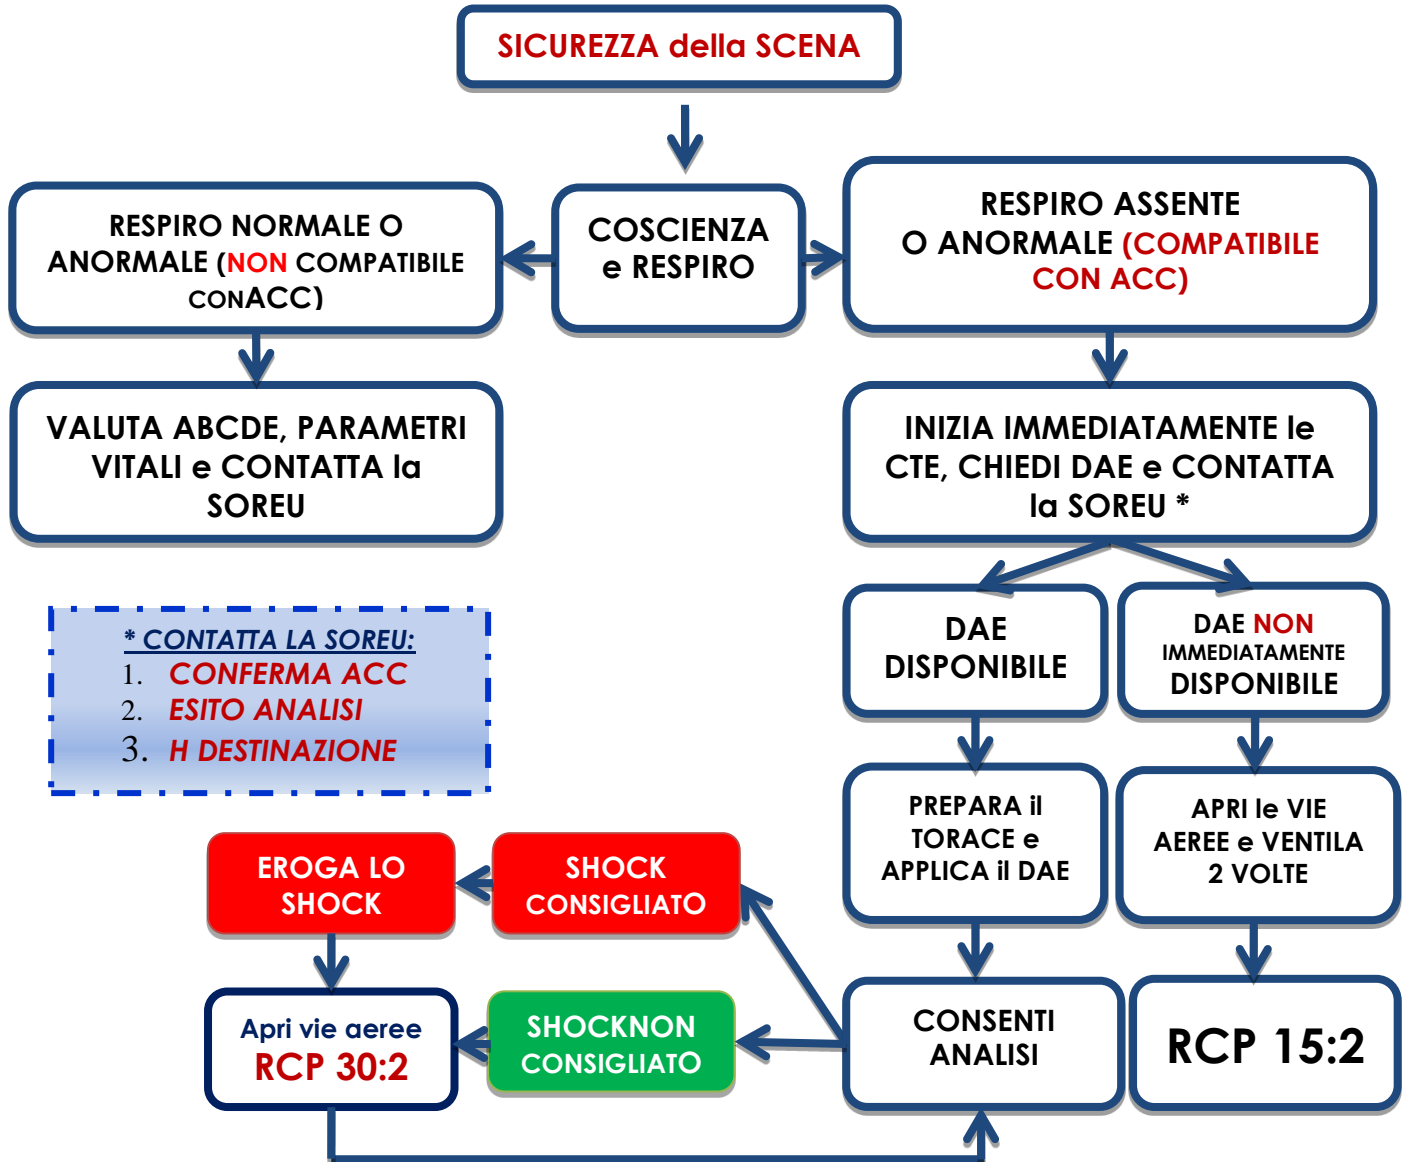 SICUREZZA della SCENA
RESPIRO NORMALE O
ANORMALE (NON COMPATIBILE
CONACC)
COSCIENZA
e RESPIRO
RESPIRO ASSENTE
O ANORMALE (COMPATIBILE
CON ACC)
VALUTA ABCDE, PARAMETRI
VITALI e CONTATTA la
SOREU
INIZIA IMMEDIATAMENTE le
CTE, CHIEDI DAE e CONTATTA
la SOREU *
* CONTATTA LA SOREU:
1. CONFERMA ACC
2. ESITO ANALISI
3. H DESTINAZIONE
DAE
DISPONIBILE
DAE NON
IMMEDIATAMENTE
DISPONIBILE
PREPARA il
TORACE e
APPLICA il DAE
APRI le VIE
AEREE e VENTILA
2 VOLTE
EROGA LO
SHOCK
SHOCK
CONSIGLIATO
Apri vie aeree
RCP 30:2
SHOCKNON
CONSIGLIATO
CONSENTI
ANALISI
RCP 15:2